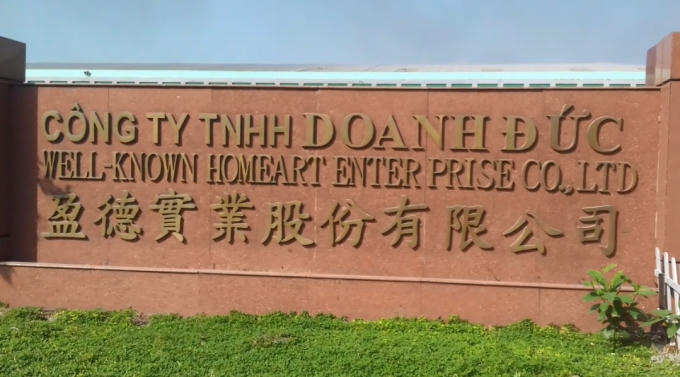 CÔNG TY TNHH DOANH ĐỨC
WELL-KNOWN HOMEART ENTER PRISE CO., LTD
盈德實業股份有限公司